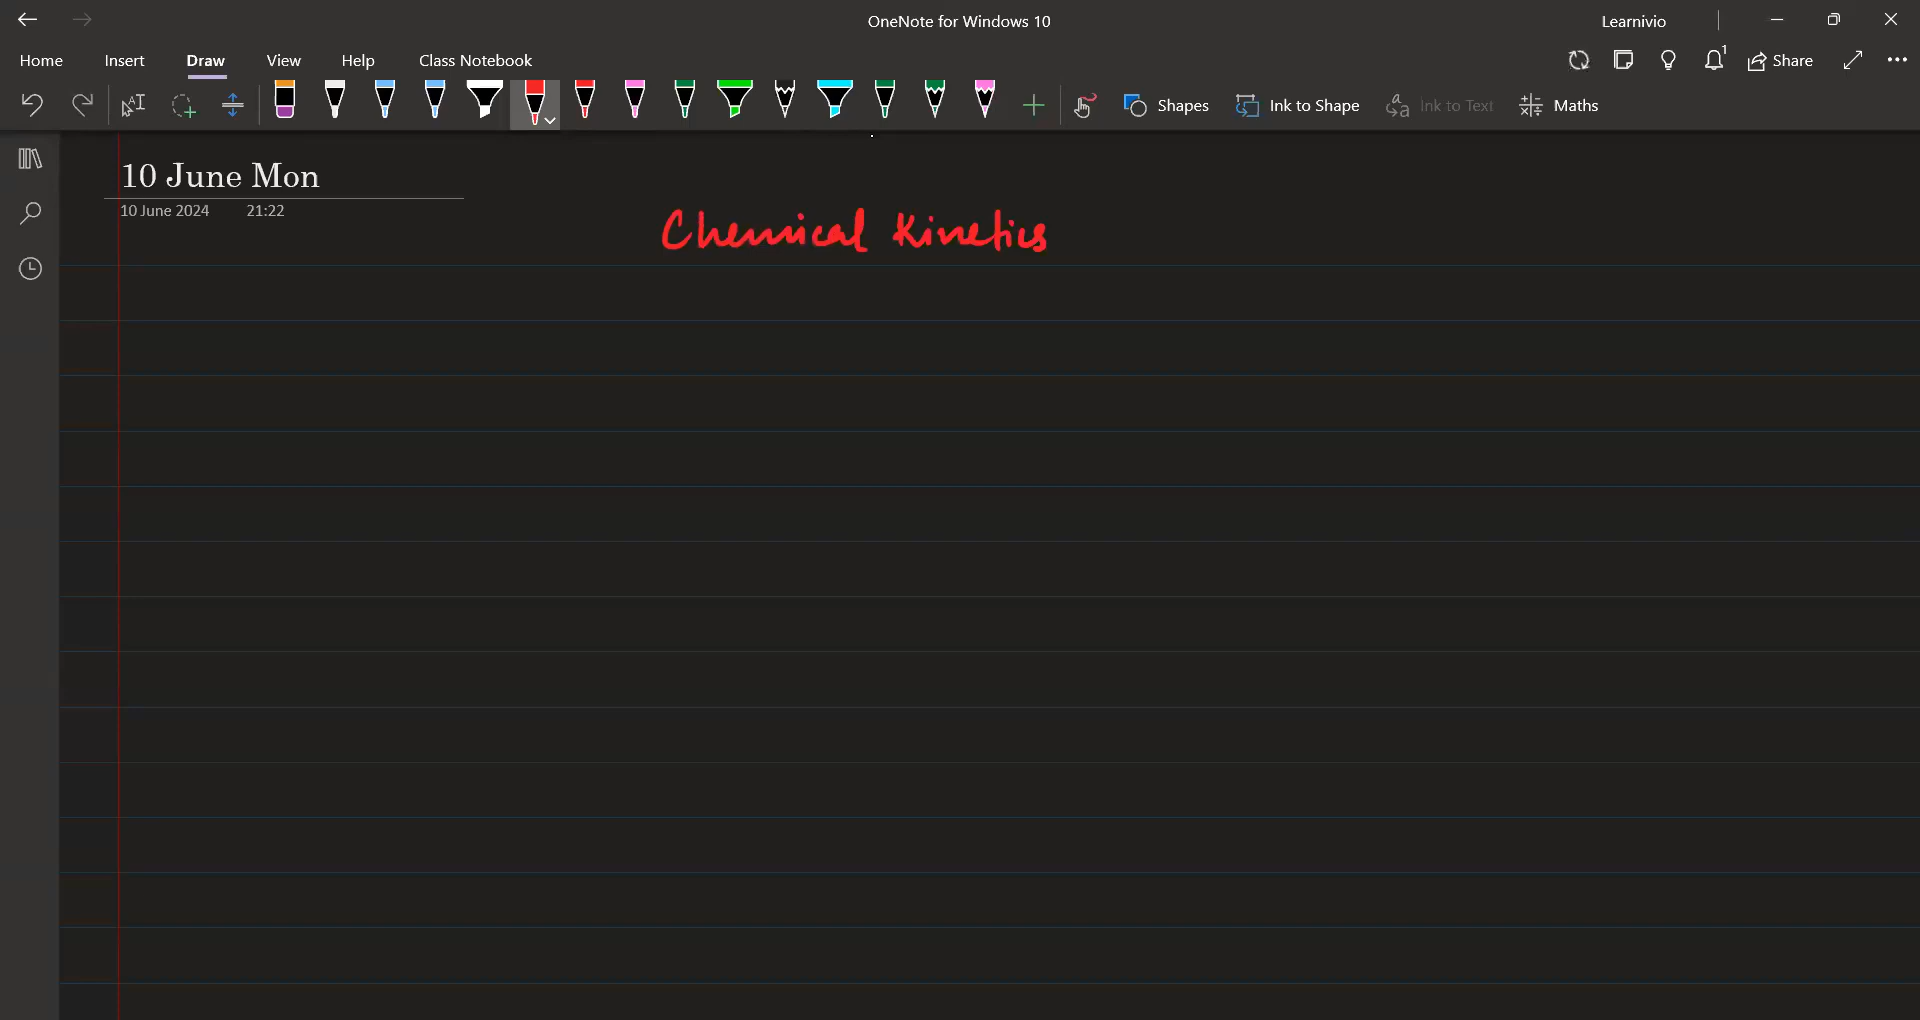 OneNote for Windows 10
Learnivio
Home Insert Draw View Help Class Notebook
1
Share
Shapes Ink to Shape Ink to Text Maths
10 June Mon
10 June 2024 21:22
Chemical Kinetics